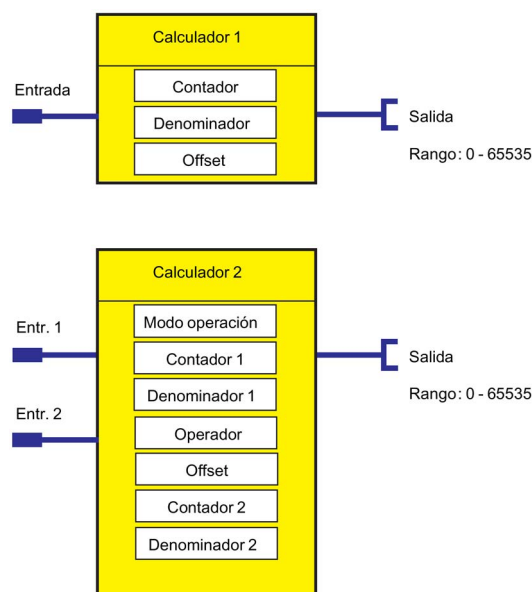 Calculador 1
Entrada
Contador
Denominador
Offset
Salida
Rango: 0 - 65535
Calculador 2
Entr. 1
Entr. 2
Modo operación
Contador 1
Denominador 1
Operador
Offset
Contador 2
Denominador 2
Salida
Rango: 0 - 65535